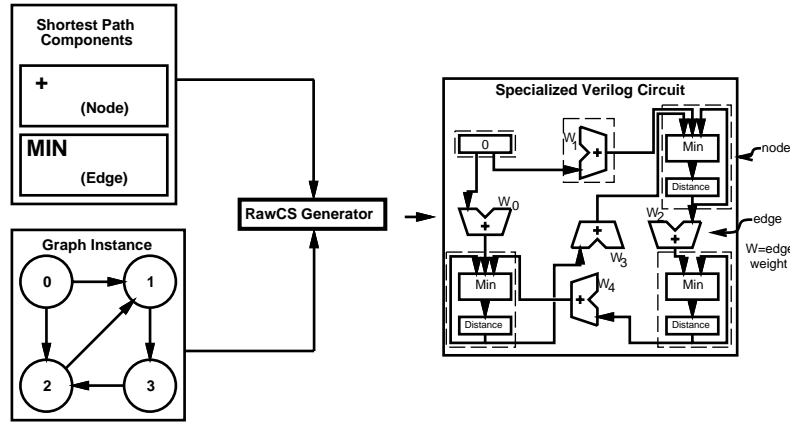 Shortest Path
Components
+
(Node)
MIN
(Edge)
Graph Instance
0
1
2
3
RawCS Generator
Specialized Verilog Circuit
0
W1
+
Min
Distance
node
W0
+
+
W3
W2
+
edge
W=edge
weight
Min
Distance
W4
+
Min
Distance